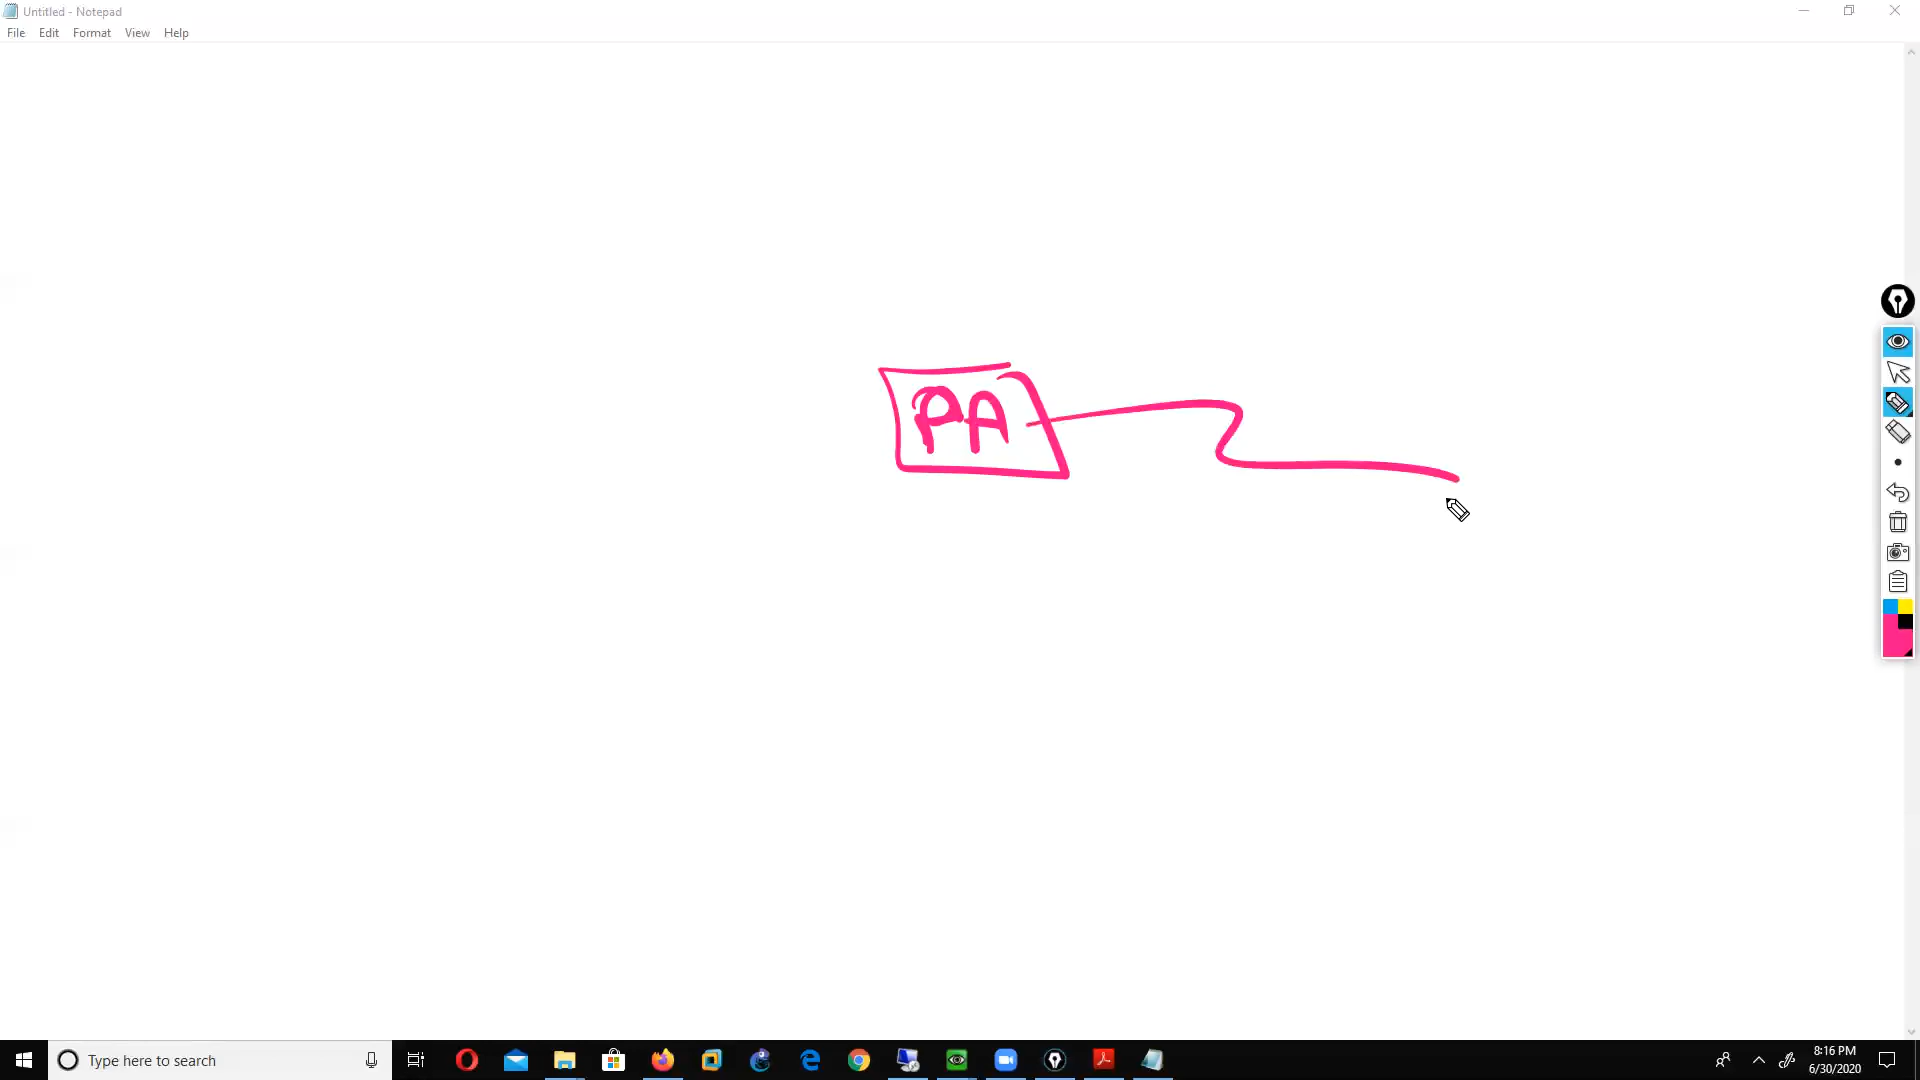 Untitled - Notepad
File Edit Format View Help
PA
Type here to search
8:16 PM
6/30/2020